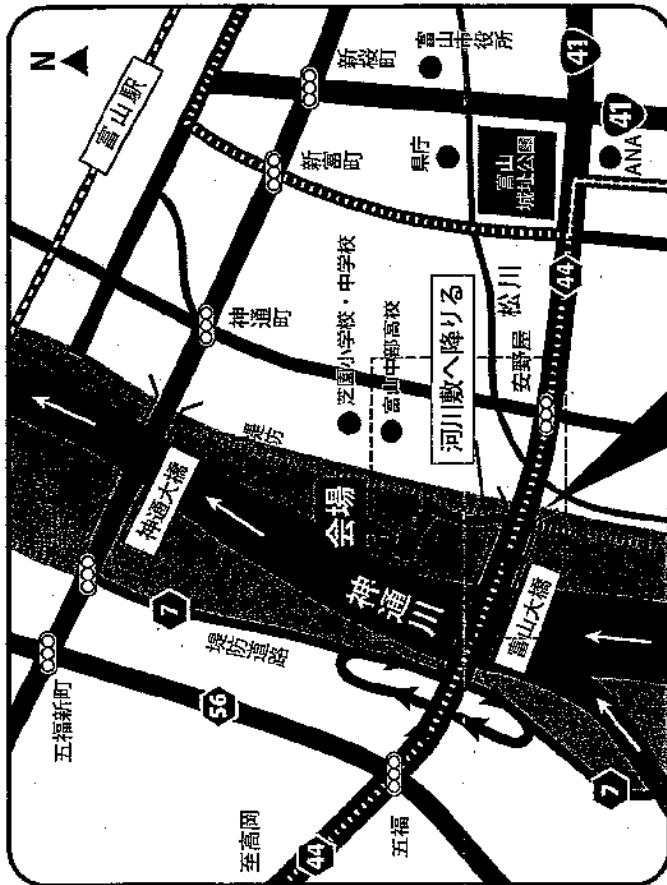 N
富山駅
新桜町
富山市役所
41
41
新富町
県庁
富山
城址公園
ANA
神通町
芝園小学校・中学校
富山中部高校
河川敷へ降りる
松川
安野屋
44
堤防
神通大橋
会場
神通川
富山大橋
7
堤防道路
五福新町
56
五福
至高岡
44
7